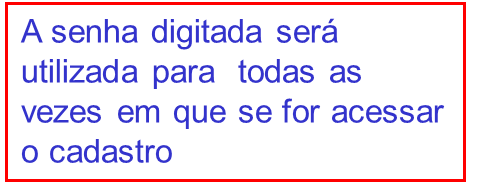 A senha digitada será
utilizada para  todas as
vezes em que se for acessar
o cadastro